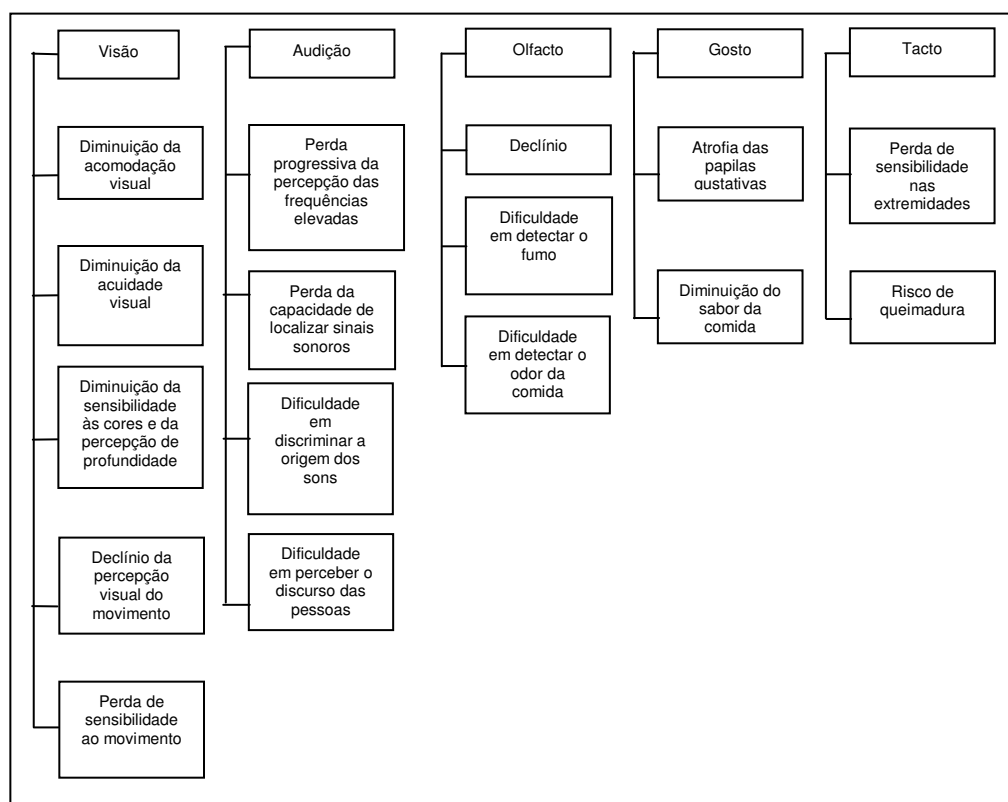 Visão
Diminuição da
acomodação
visual
Diminuição da
acuidade
visual
Diminuição da
sensibilidade
às cores e da
percepção de
profundidade
Declínio da
percepção
visual do
movimento
Perda de
sensibilidade
ao movimento
Audição
Perda
progressiva da
percepção das
frequências
elevadas
Perda da
capacidade de
localizar sinais
sonoros
Dificuldade
em
discriminar a
origem dos
sons
Dificuldade
em perceber o
discurso das
pessoas
Olfacto
Declínio
Dificuldade
em detectar o
fumo
Dificuldade
em detectar o
odor da
comida
Gosto
Atrofia das
papilas
gustativas
Diminuição do
sabor da
comida
Tacto
Perda de
sensibilidade
nas
extremidades
Risco de
queimadura